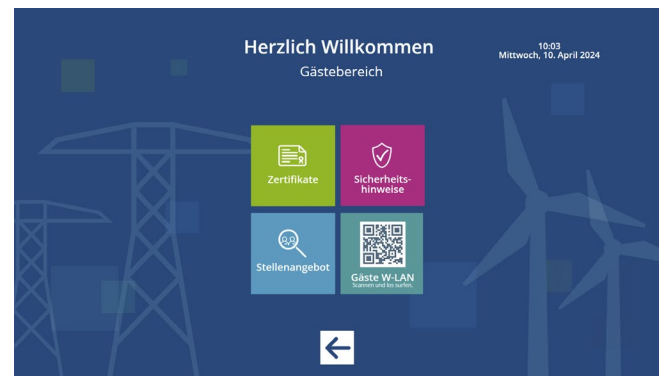 Herzlich Willkommen
Gästebereich
10:03
Mittwoch, 10. April 2024
Zertifikate
Sicherheits-
hinweise
Stellenangebot
Gäste W-LAN
Scannen und los surfen.